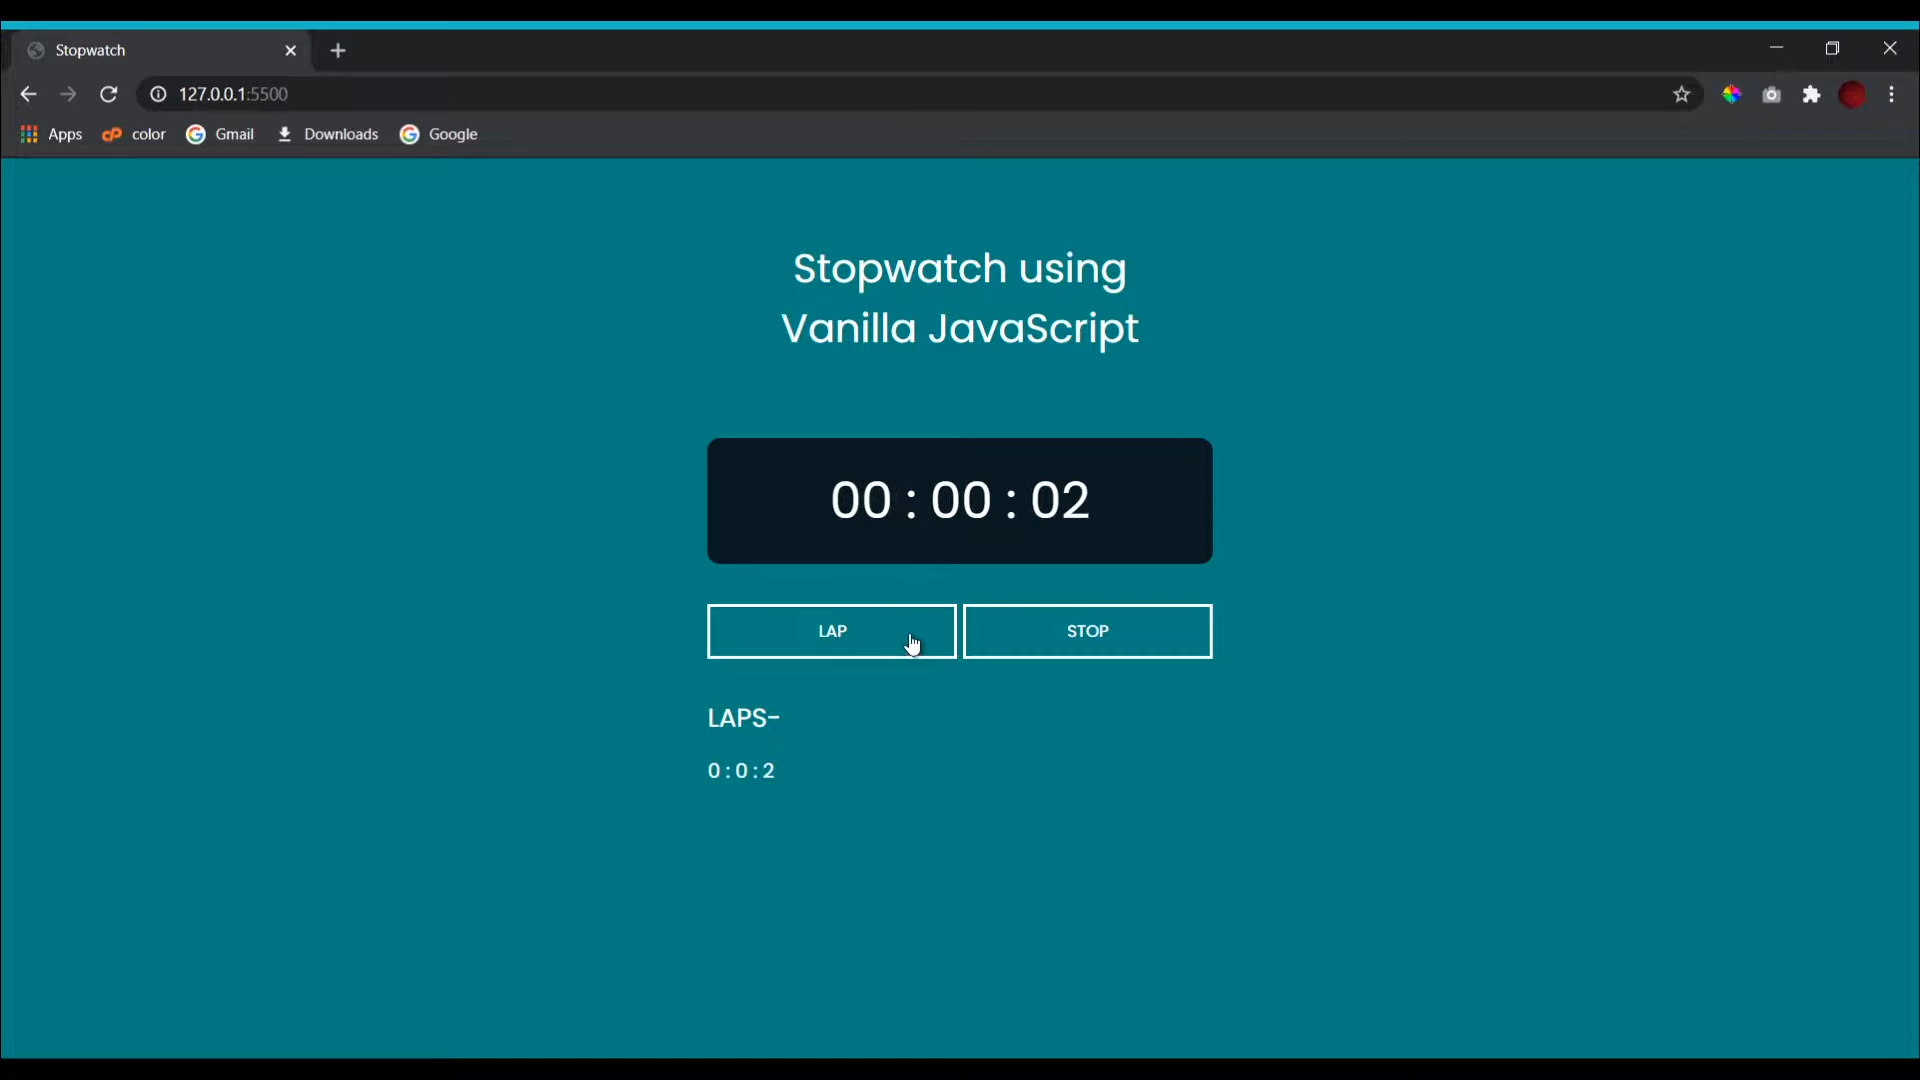 Stopwatch
127.0.0.1:5500
Apps color Gmail Downloads Google
Stopwatch using
Vanilla JavaScript
00 : 00 : 02
LAP STOP
LAPS-
0 : 0 : 2